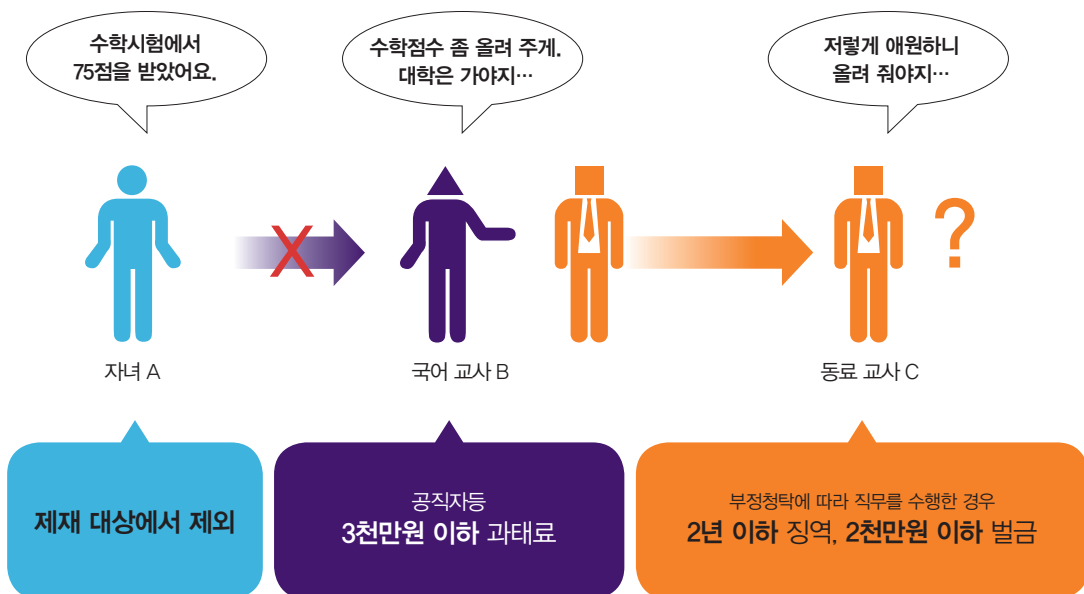 수학시험에서
75점을 받았어요.
수학점수 좀 올려 주게.
대학은 가야지…
저렇게 애원하니
올려 줘야지…
X
?
자녀 A
국어 교사 B
동료 교사 C
제재 대상에서 제외
공직자등
3천만원 이하 과태료
부정청탁에 따라 직무를 수행한 경우
2년 이하 징역, 2천만원 이하 벌금